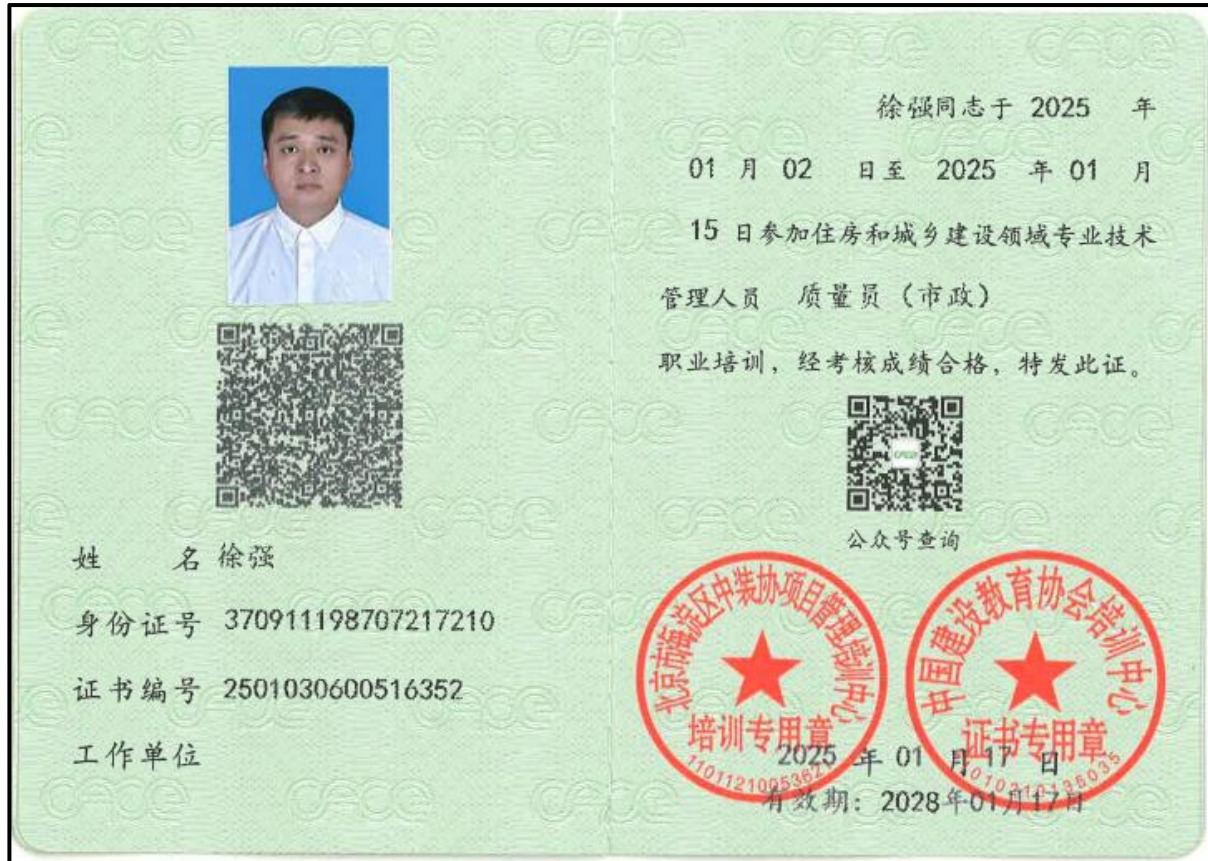 姓 名 徐强
身份证号 370911198707217210
证书编号 2501030600516352
工作单位
徐强同志于 2025 年
01 月 02 日至 2025 年 01 月
15 日参加住房和城乡建设领域专业技术
管理人员 质量员（市政）
职业培训，经考核成绩合格，特发此证。
公众号查询
北京市海淀区中装协项目管理培训中心
培训专用章
中国建设教育协会培训中心
证书专用章
2025 年 01 月 17 日
有效期：2028年01月17日